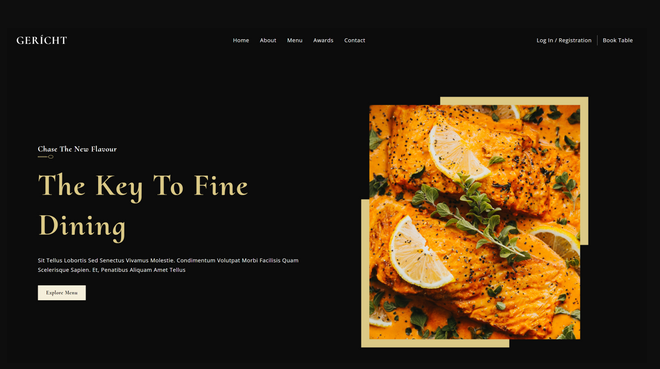 GERÍCHT
Home About Menu Awards Contact
Log In / Registration Book Table
Chase The New Flavour
The Key To Fine
Dining
Sit Tellus Lobortis Sed Senectus Vivamus Molestie. Condimentum Volutpat Morbi Facilisis Quam
Scelerisque Sapien. Et, Penatibus Aliquam Amet Tellus
Explore Menu